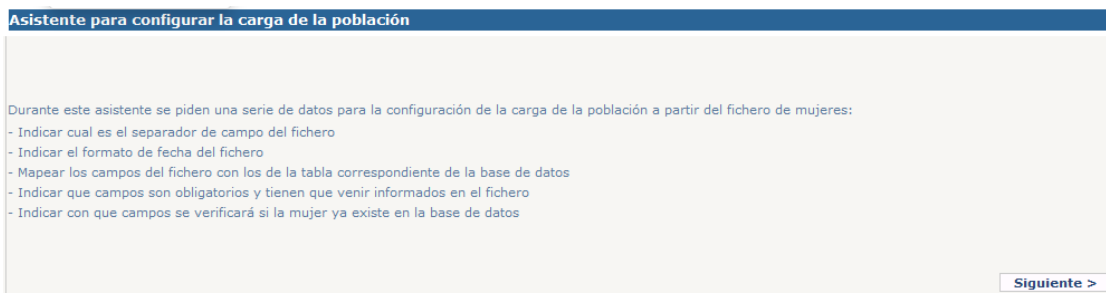 Asistente para configurar la carga de la población
Durante este asistente se piden una serie de datos para la configuración de la carga de la población a partir del fichero de mujeres:
- Indicar cual es el separador de campo del fichero
- Indicar el formato de fecha del fichero
- Mapear los campos del fichero con los de la tabla correspondiente de la base de datos
- Indicar que campos son obligatorios y tienen que venir informados en el fichero
- Indicar con que campos se verificará si la mujer ya existe en la base de datos
Siguiente >